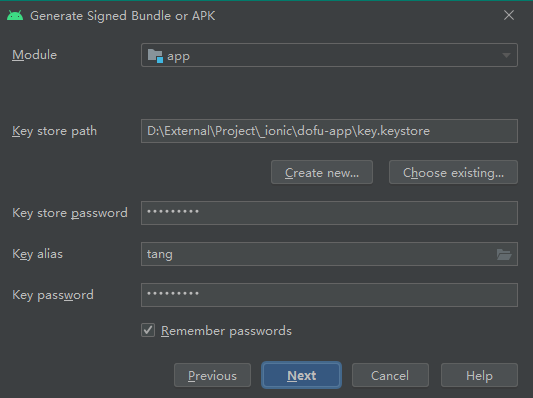 Generate Signed Bundle or APK
Module
app
Key store path
D:\External\Project\_ionic\dofu-app\key.keystore
Create new...
Choose existing...
Key store password
•••••••••
Key alias
tang
Key password
•••••••••
Remember passwords
Previous
Next
Cancel
Help